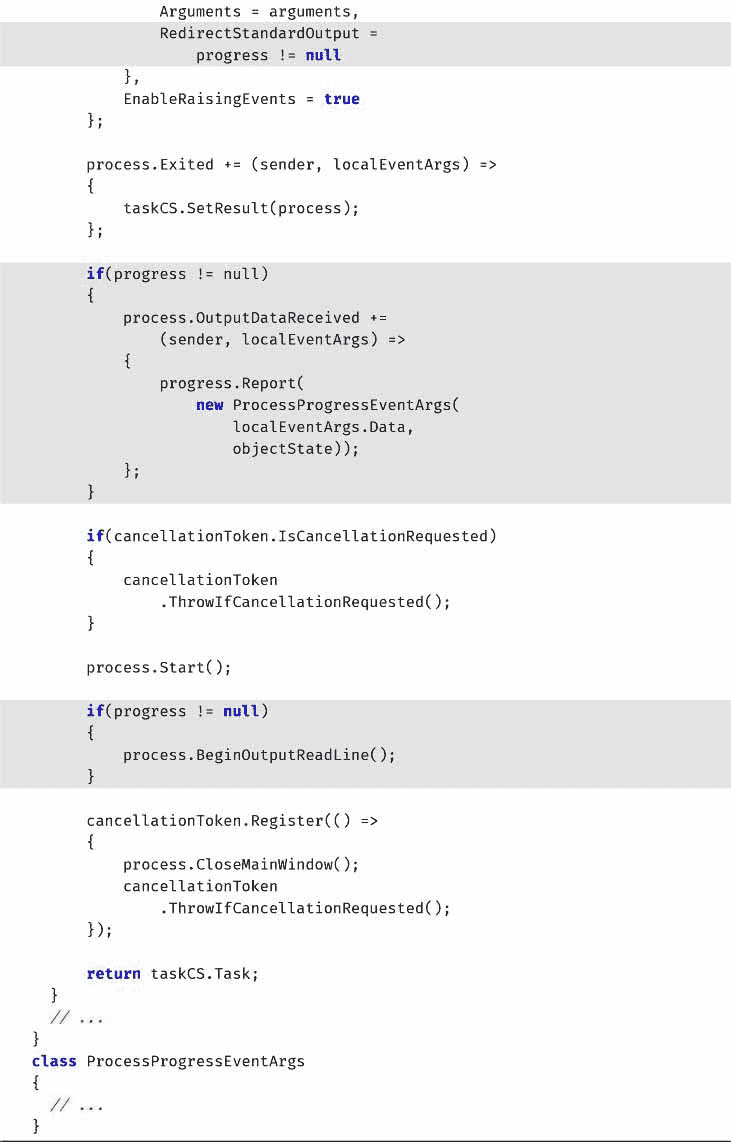 Arguments = arguments,
RedirectStandardOutput =
progress != null
},
EnableRaisingEvents = true
};
process.Exited += (sender, localEventArgs) =>
{
taskCS.SetResult(process);
};
if(progress != null)
{
process.OutputDataReceived +=
(sender, localEventArgs) =>
{
progress.Report(
new ProcessProgressEventArgs(
localEventArgs.Data,
objectState));
};
}
if(cancellationToken.IsCancellationRequested)
{
cancellationToken
.ThrowIfCancellationRequested();
}
process.Start();
if(progress != null)
{
process.BeginOutputReadLine();
}
cancellationToken.Register(() =>
{
process.CloseMainWindow();
cancellationToken
.ThrowIfCancellationRequested();
});
return taskCS.Task;
}
// ...
}
class ProcessProgressEventArgs
{
// ...
}